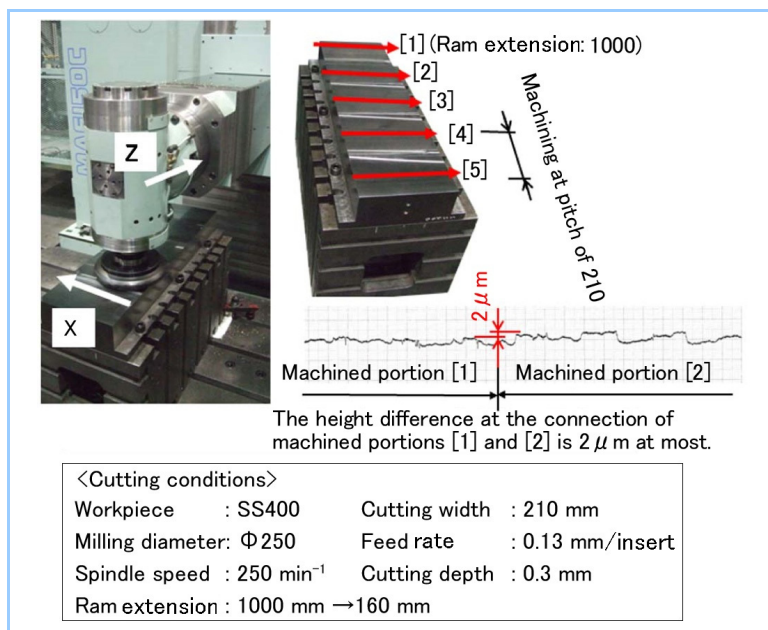 MAG150C
Z
X
[1] (Ram extension: 1000)
[2]
[3]
[4]
[5]
Machining at pitch of 210
2μm
Machined portion [1]
Machined portion [2]
The height difference at the connection of
machined portions [1] and [2] is 2μm at most.
<Cutting conditions>
Workpiece : SS400 Cutting width : 210 mm
Milling diameter: Φ250 Feed rate : 0.13 mm/insert
Spindle speed : 250 min⁻¹ Cutting depth : 0.3 mm
Ram extension : 1000 mm →160 mm